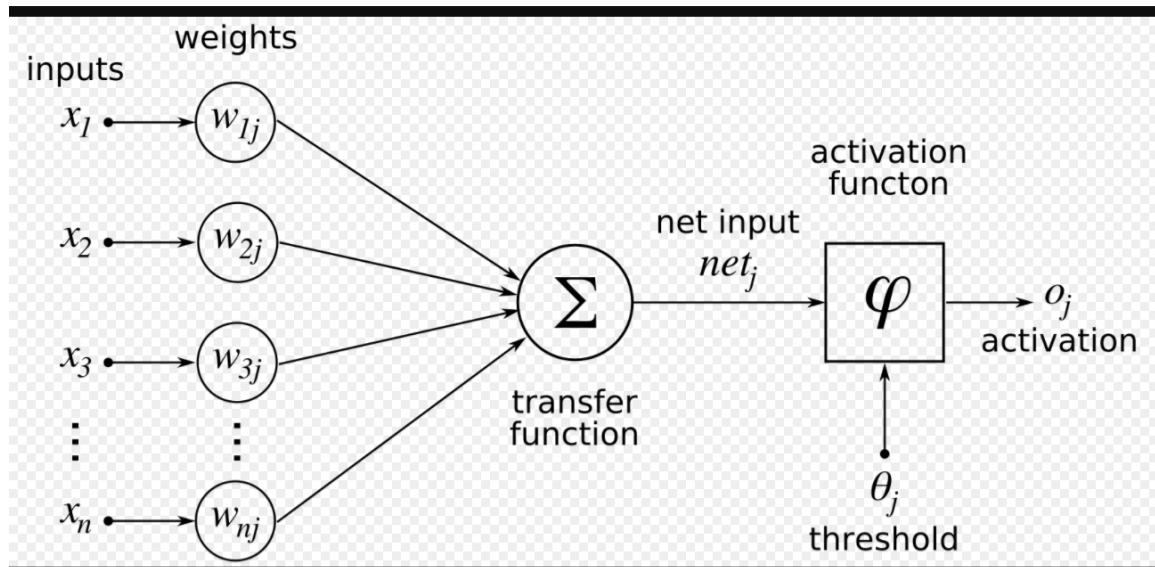 weights
inputs
x1
w1j
x2
w2j
x3
w3j
⋮
⋮
xn
wnj
Σ
transfer
function
net input
netj
activation
functon
φ
oj
activation
θj
threshold